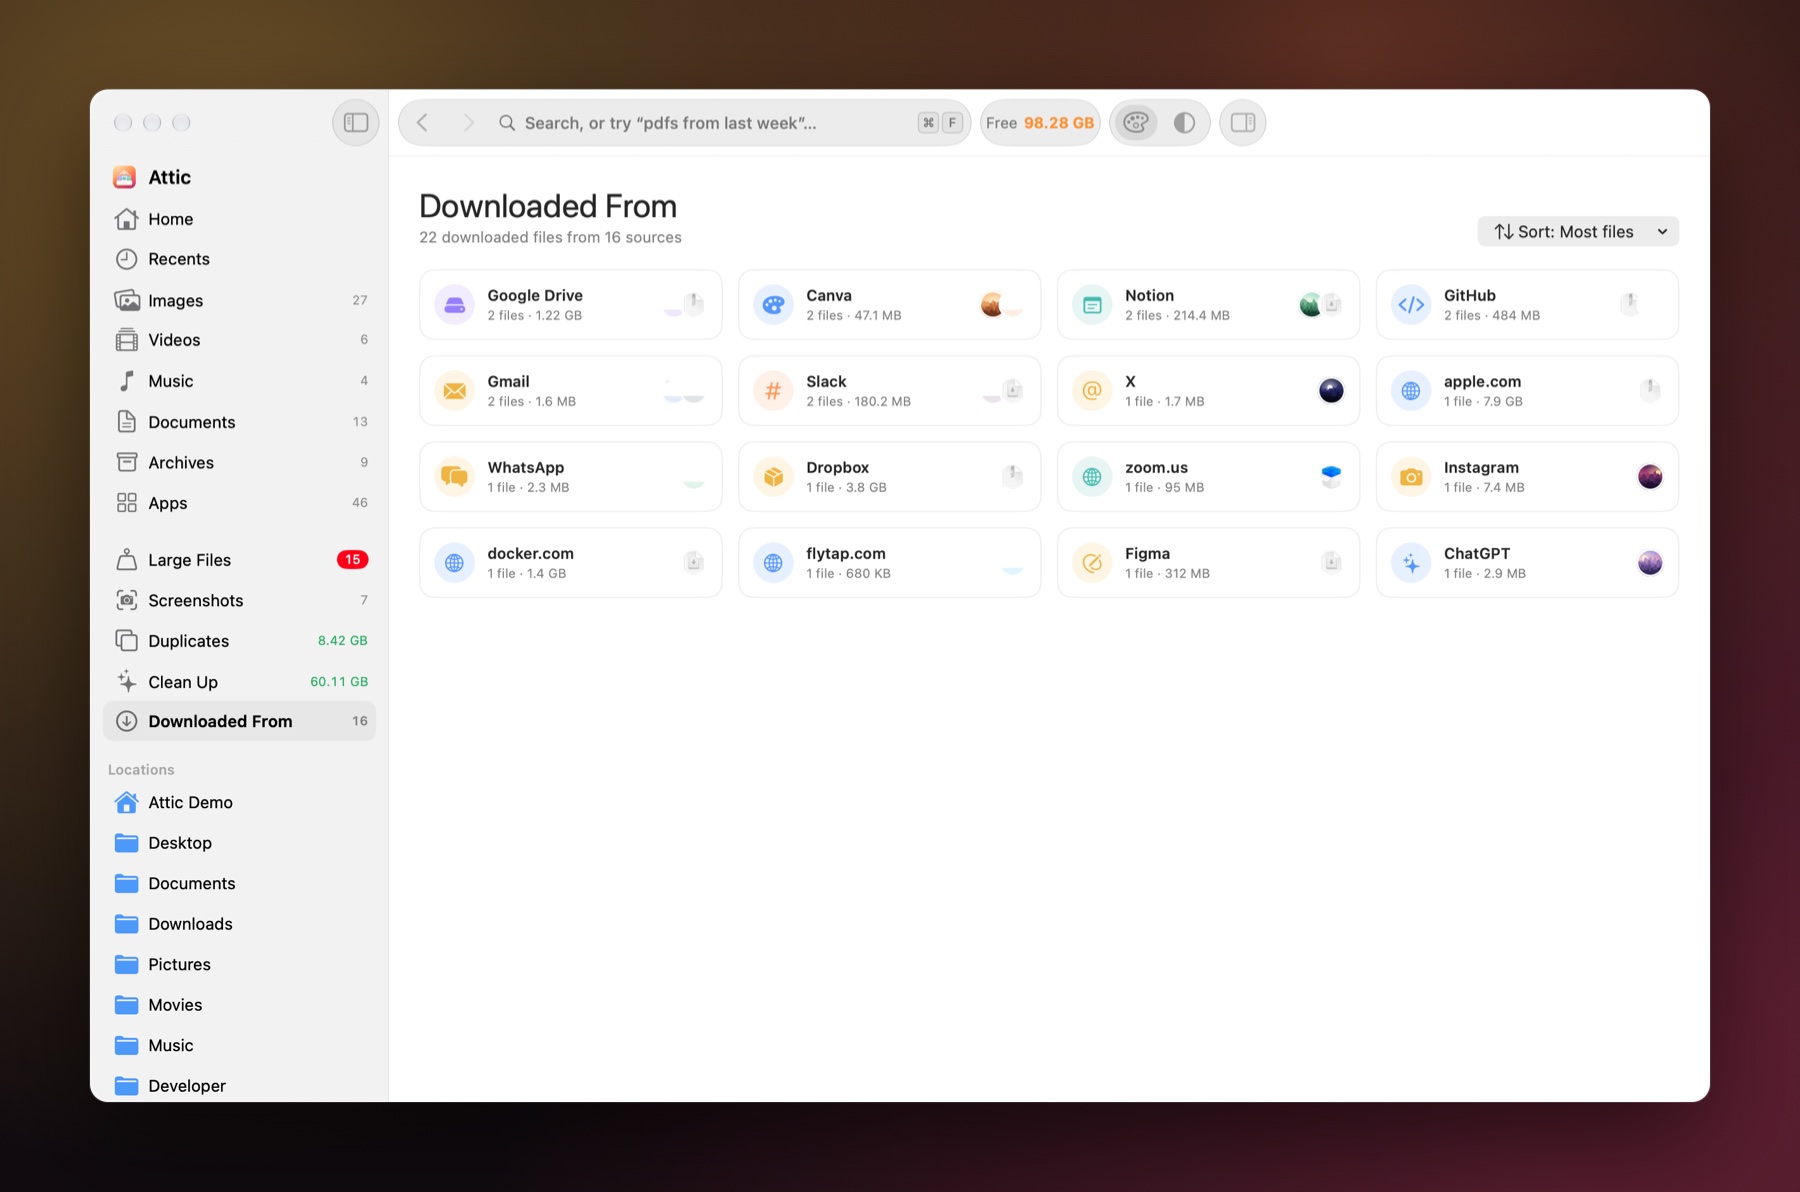 Search, or try “pdfs from last week”...
⌘ F
Free 98.28 GB
Attic
Home
Recents
Images 27
Videos 6
Music 4
Documents 13
Archives 9
Apps 46
Large Files 15
Screenshots 7
Duplicates 8.42 GB
Clean Up 60.11 GB
Downloaded From 16
Locations
Attic Demo
Desktop
Documents
Downloads
Pictures
Movies
Music
Developer
Downloaded From
22 downloaded files from 16 sources
Sort: Most files
Google Drive
2 files · 1.22 GB
Canva
2 files · 47.1 MB
Notion
2 files · 214.4 MB
GitHub
2 files · 484 MB
Gmail
2 files · 1.6 MB
Slack
2 files · 180.2 MB
X
1 file · 1.7 MB
apple.com
1 file · 7.9 GB
WhatsApp
1 file · 2.3 MB
Dropbox
1 file · 3.8 GB
zoom.us
1 file · 95 MB
Instagram
1 file · 7.4 MB
docker.com
1 file · 1.4 GB
flytap.com
1 file · 680 KB
Figma
1 file · 312 MB
ChatGPT
1 file · 2.9 MB